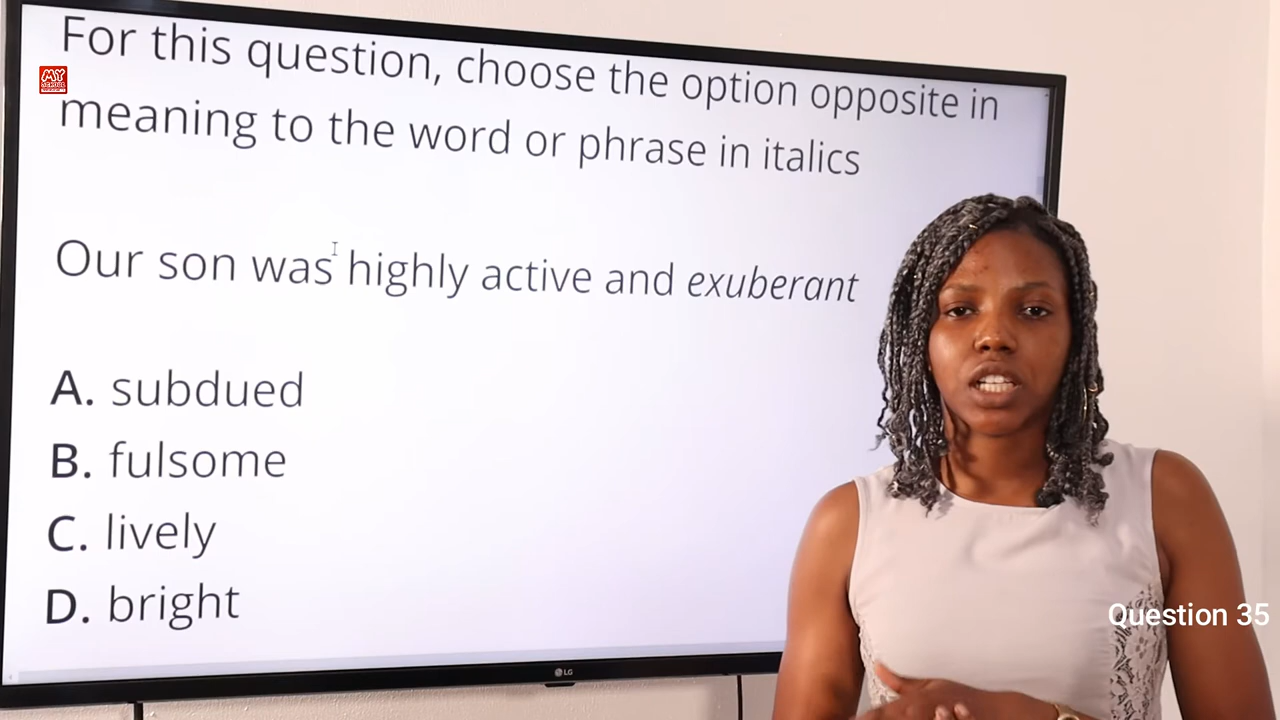 For this question, choose the option opposite in
MY
meaning to the word or phrase in italics
Our son was highly active and exuberant
A. subdued
B. fulsome
C. lively
D. bright
Question 35
LG